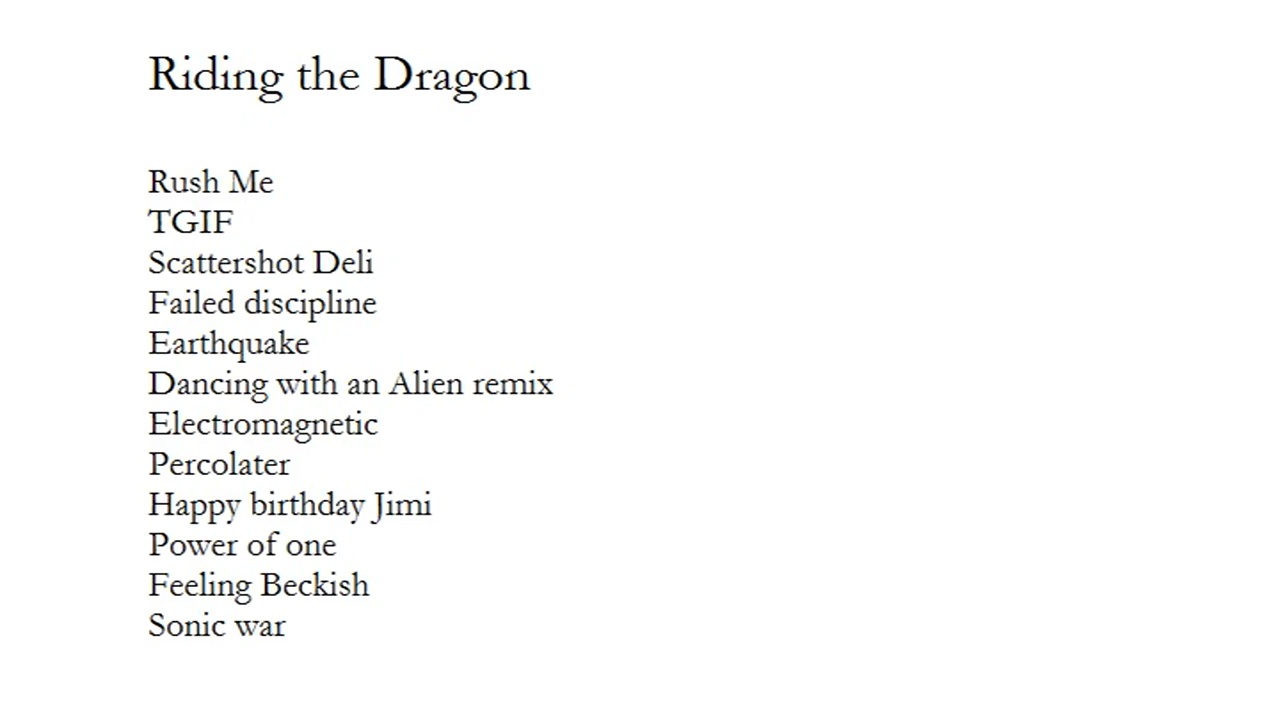 Riding the Dragon
Rush Me
TGIF
Scattershot Deli
Failed discipline
Earthquake
Dancing with an Alien remix
Electromagnetic
Percolater
Happy birthday Jimi
Power of one
Feeling Beckish
Sonic war